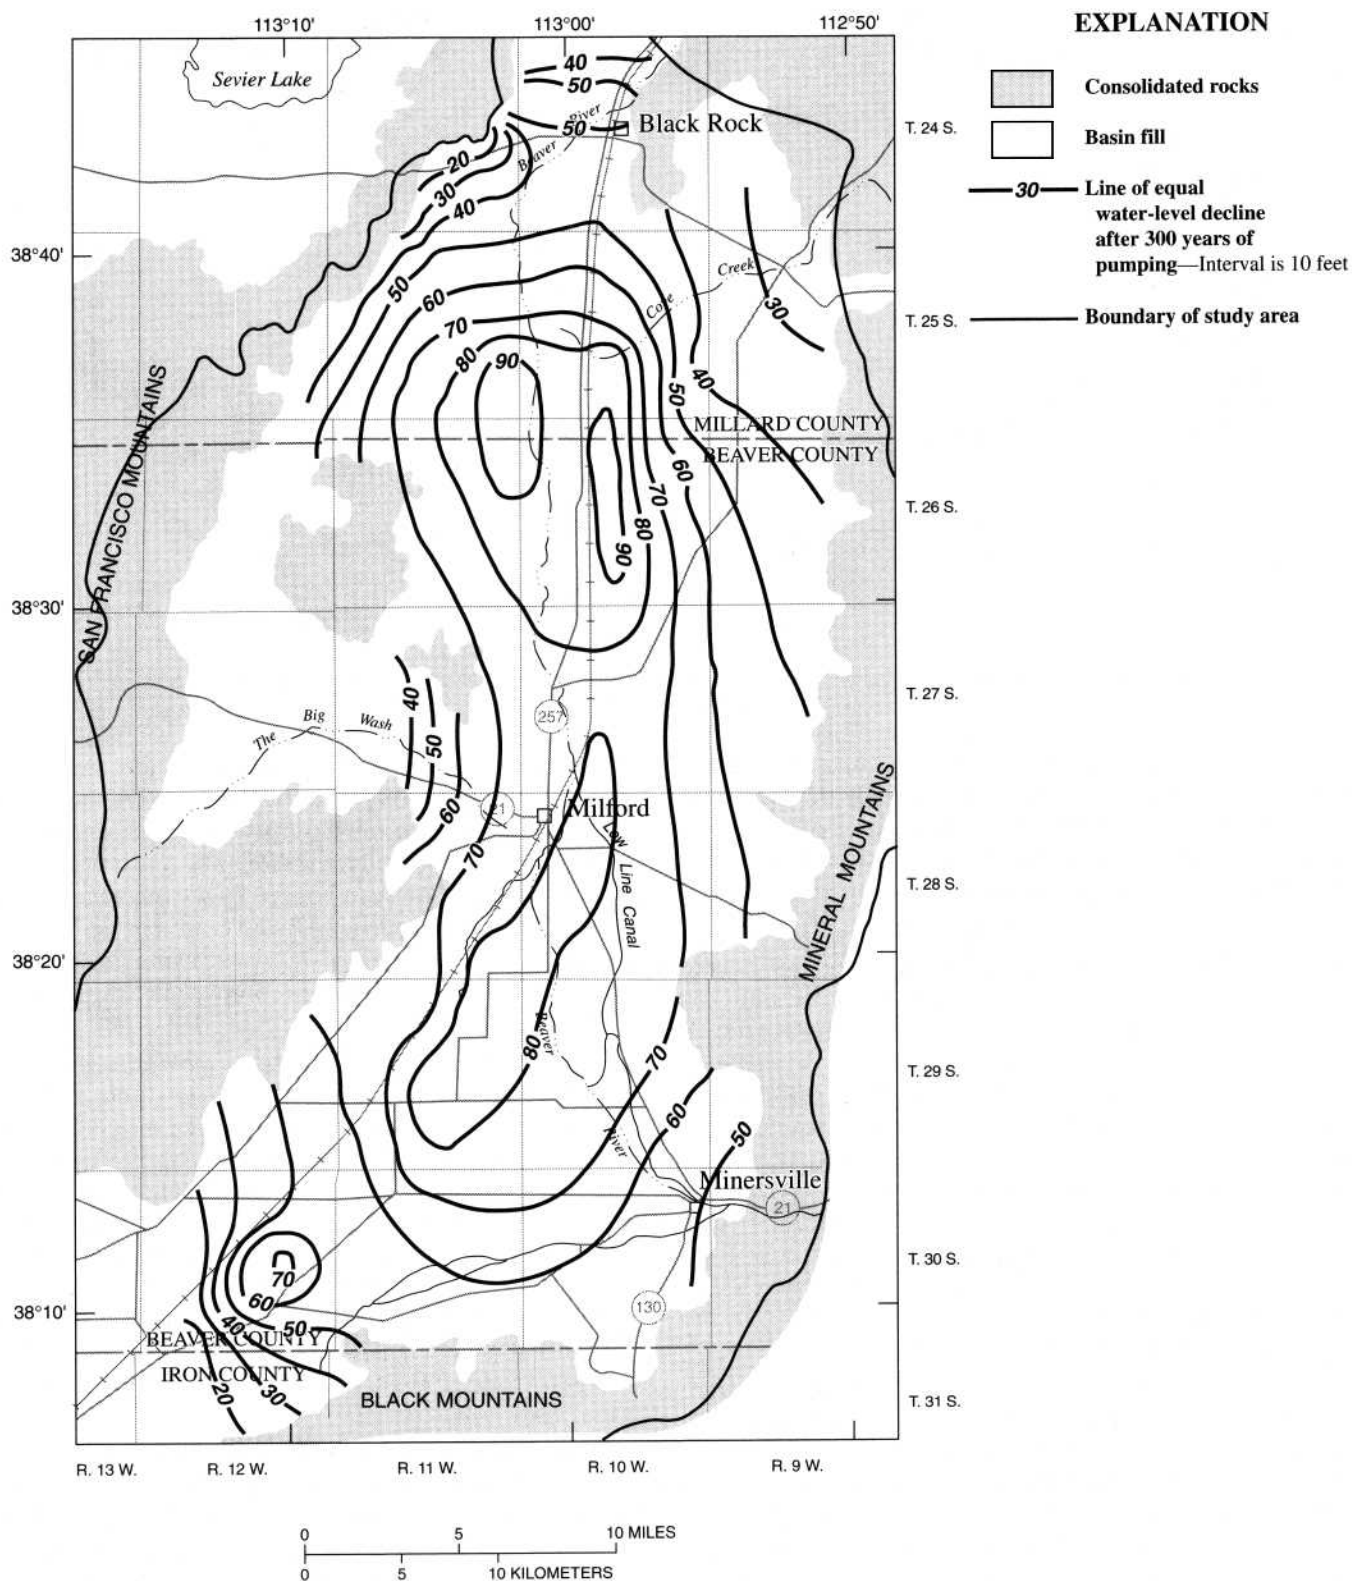 113°10'
113°00'
112°50'
EXPLANATION
Consolidated rocks
Basin fill
30
Line of equal
water-level decline
after 300 years of
pumping—Interval is 10 feet
Boundary of study area
Sevier Lake
40
50
River
50
Black Rock
T. 24 S.
Beaver
20
30
40
38°40'
Creek
Cove
50
60
30
T. 25 S.
70
80
90
40
50
SAN FRANCISCO MOUNTAINS
MILLARD COUNTY
BEAVER COUNTY
60
70
80
90
T. 26 S.
38°30'
T. 27 S.
40
The Big Wash
50
257
60
21
Milford
Low Line Canal
70
MINERAL MOUNTAINS
T. 28 S.
38°20'
Beaver
80
70
T. 29 S.
60
50
River
Minersville
21
T. 30 S.
70
60
38°10'
130
40
50
BEAVER COUNTY
IRON COUNTY
20
30
BLACK MOUNTAINS
T. 31 S.
R. 13 W.
R. 12 W.
R. 11 W.
R. 10 W.
R. 9 W.
0 5 10 MILES
0 5 10 KILOMETERS